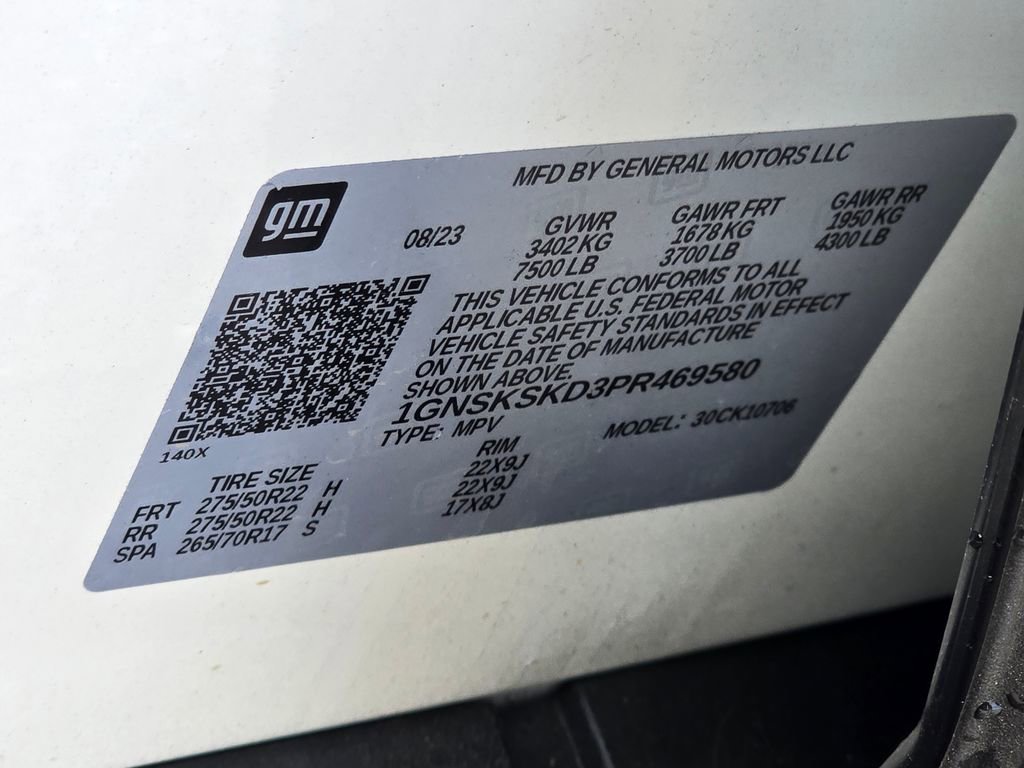 gm
MFD BY GENERAL MOTORS LLC
08/23
GVWR
3402 KG
7500 LB
GAWR FRT
1678 KG
3700 LB
GAWR RR
1950 KG
4300 LB
THIS VEHICLE CONFORMS TO ALL
APPLICABLE U.S. FEDERAL MOTOR
VEHICLE SAFETY STANDARDS IN EFFECT
ON THE DATE OF MANUFACTURE
SHOWN ABOVE.
1GNSKSKD3PR469580
TYPE: MPV
MODEL: 30CK10706
140X
TIRE SIZE RIM
FRT 275/50R22 H 22X9J
RR 275/50R22 H 22X9J
SPA 265/70R17 S 17X8J